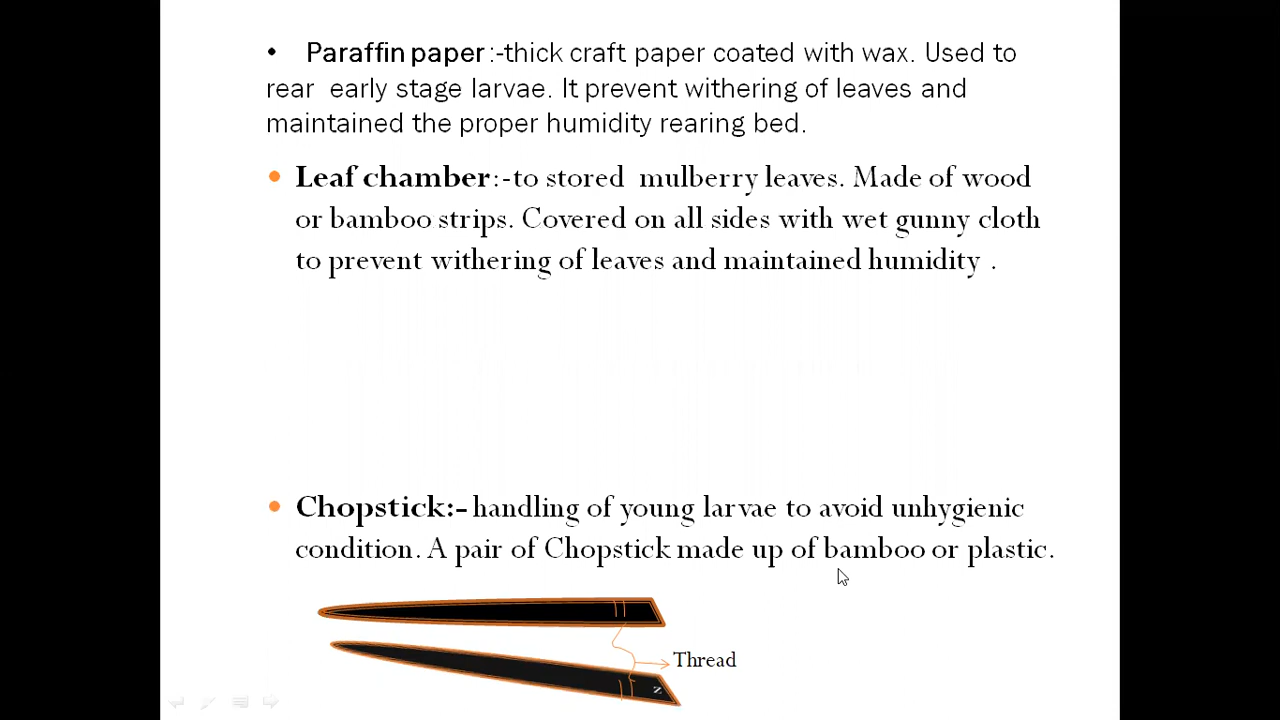 • Paraffin paper :-thick craft paper coated with wax. Used to
rear early stage larvae. It prevent withering of leaves and
maintained the proper humidity rearing bed.
• Leaf chamber:-to stored mulberry leaves. Made of wood
or bamboo strips. Covered on all sides with wet gunny cloth
to prevent withering of leaves and maintained humidity .
• Chopstick:- handling of young larvae to avoid unhygienic
condition. A pair of Chopstick made up of bamboo or plastic.
Thread